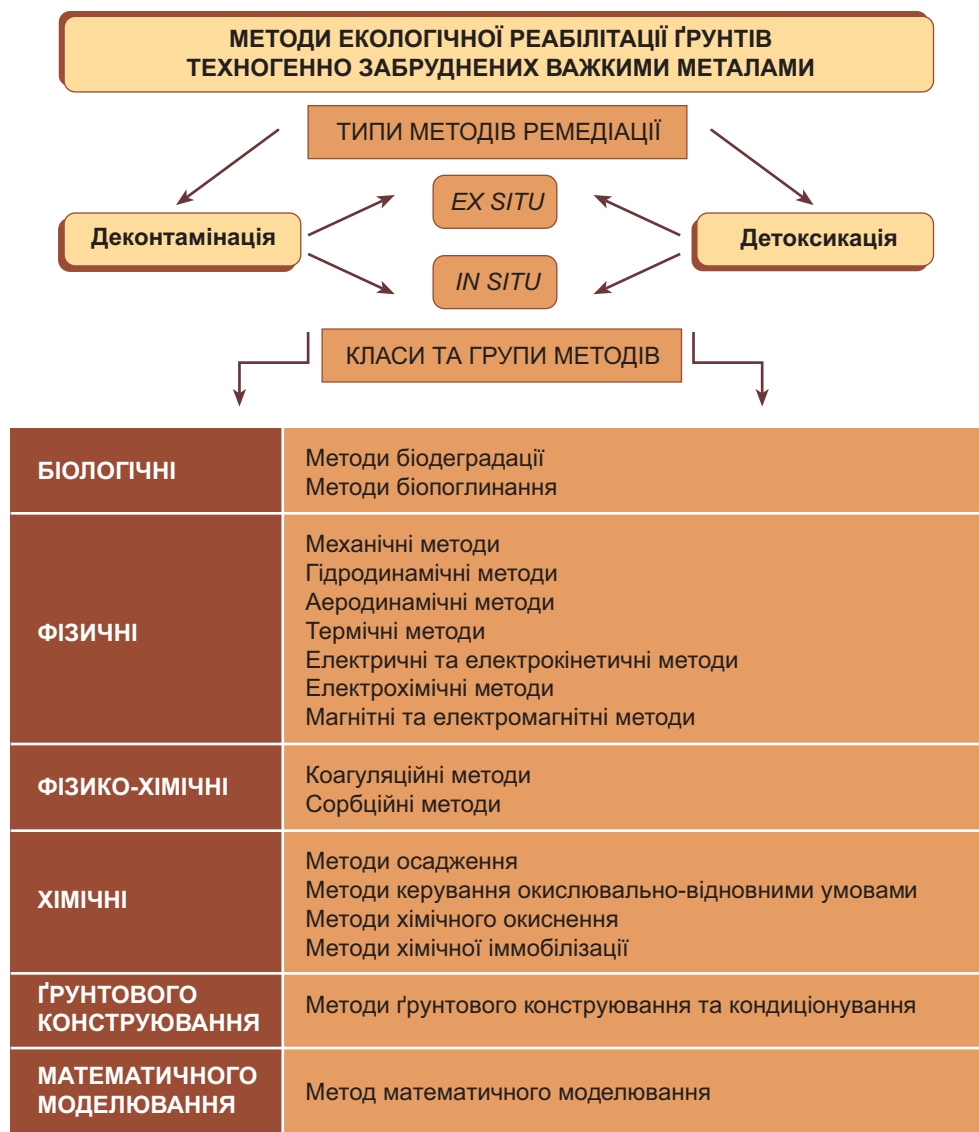 МЕТОДИ ЕКОЛОГІЧНОЇ РЕАБІЛІТАЦІЇ ҐРУНТІВ
ТЕХНОГЕННО ЗАБРУДНЕНИХ ВАЖКИМИ МЕТАЛАМИ
ТИПИ МЕТОДІВ РЕМЕДІАЦІЇ
EX SITU
Деконтамінація
Детоксикація
IN SITU
КЛАСИ ТА ГРУПИ МЕТОДІВ
БІОЛОГІЧНІ
Методи біодеградації
Методи біопоглинання
ФІЗИЧНІ
Механічні методи
Гідродинамічні методи
Аеродинамічні методи
Термічні методи
Електричні та електрокінетичні методи
Електрохімічні методи
Магнітні та електромагнітні методи
ФІЗИКО-ХІМІЧНІ
Коагуляційні методи
Сорбційні методи
ХІМІЧНІ
Методи осадження
Методи керування окислювально-відновними умовами
Методи хімічного окиснення
Методи хімічної іммобілізації
ҐРУНТОВОГО
КОНСТРУЮВАННЯ
Методи ґрунтового конструювання та кондиціонування
МАТЕМАТИЧНОГО
МОДЕЛЮВАННЯ
Метод математичного моделювання